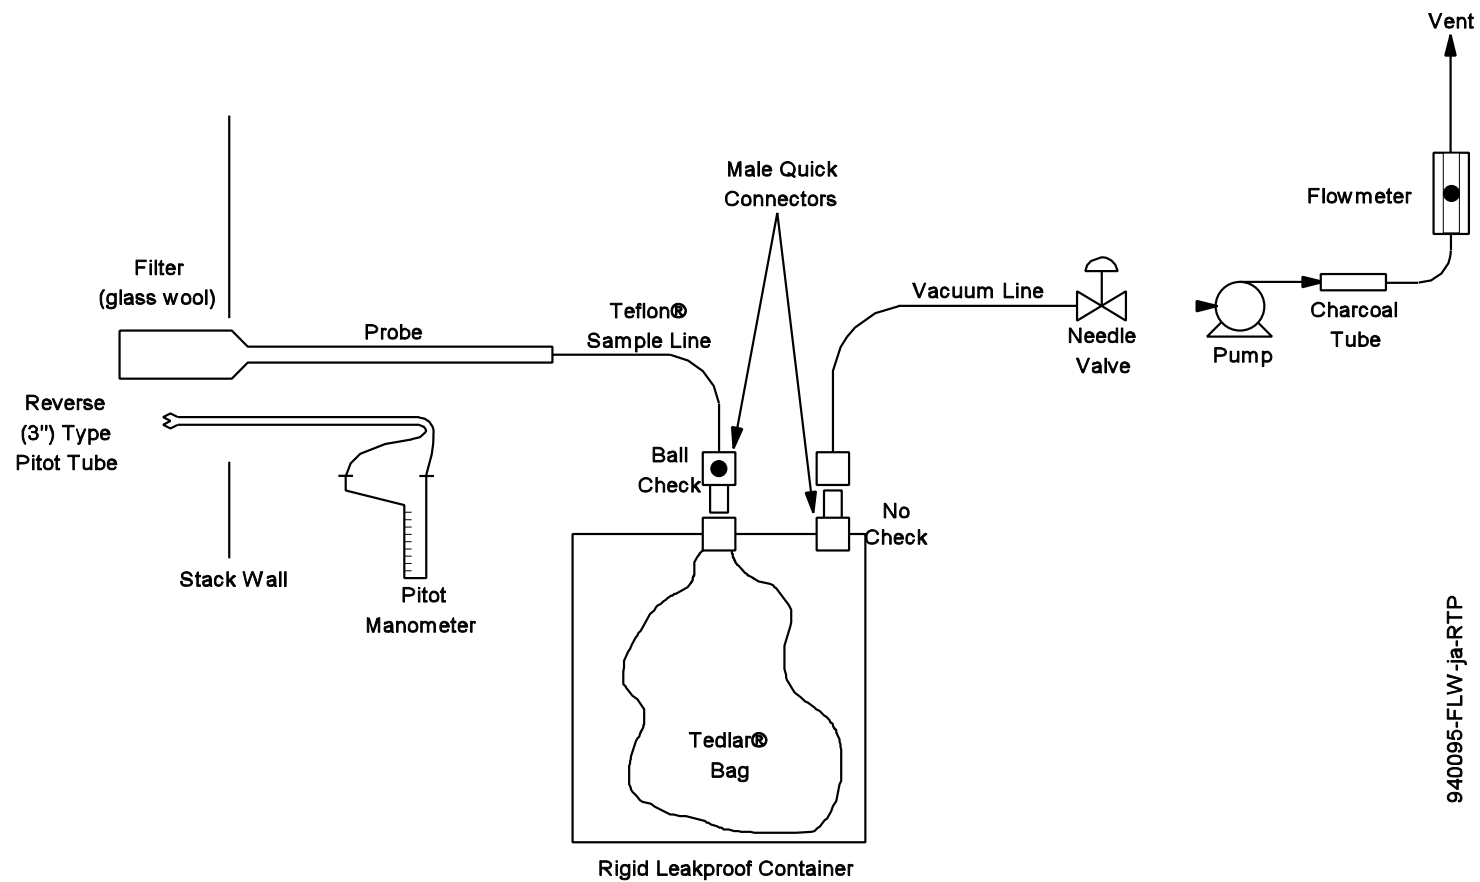 Vent
Male Quick
Connectors
Flowmeter
Filter
(glass wool)
Vacuum Line
Teflon®
Sample Line
Probe
Charcoal
Tube
Needle
Valve
Pump
Reverse
(3") Type
Pitot Tube
Ball
Check
No
Check
Stack Wall
Pitot
Manometer
Tedlar®
Bag
Rigid Leakproof Container
940095-FLW-ja-RTP